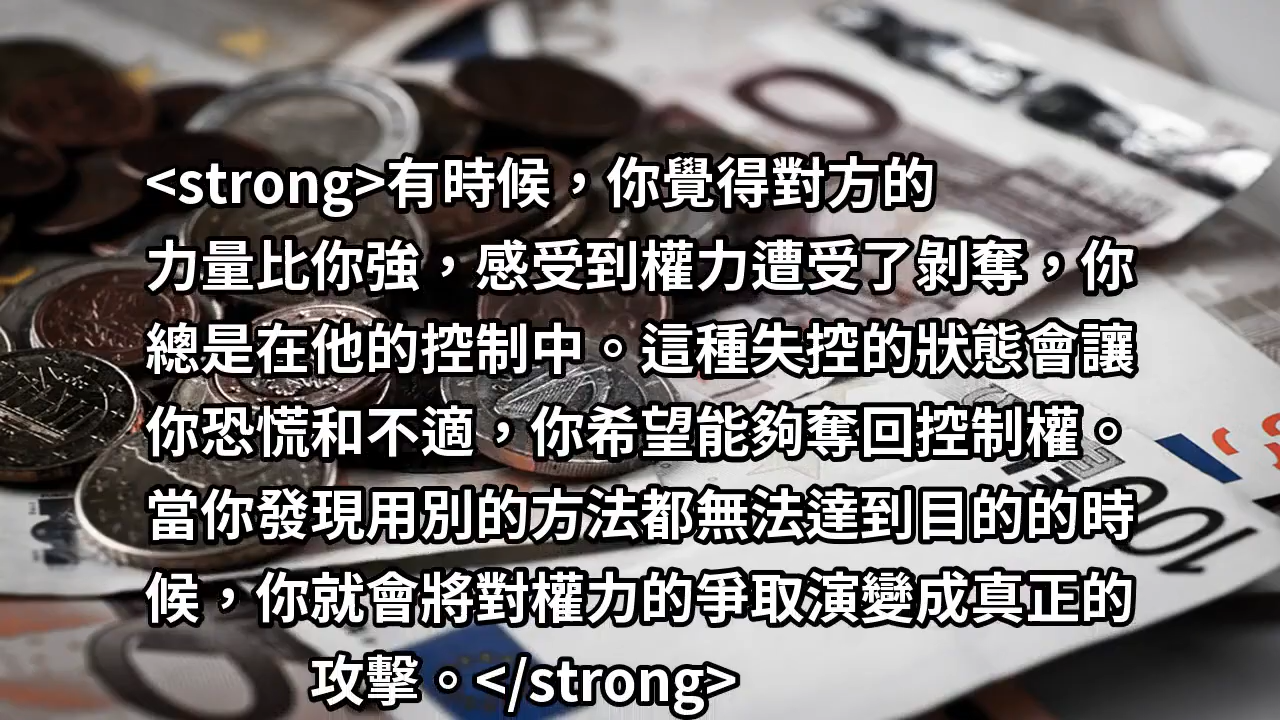 <strong>有時候，你覺得對方的
力量比你強，感受到權力遭受了剝奪，你
總是在他的控制中。這種失控的狀態會讓
你恐慌和不適，你希望能夠奪回控制權。
當你發現用別的方法都無法達到目的的時
候，你就會將對權力的爭取演變成真正的
攻擊。</strong>
100